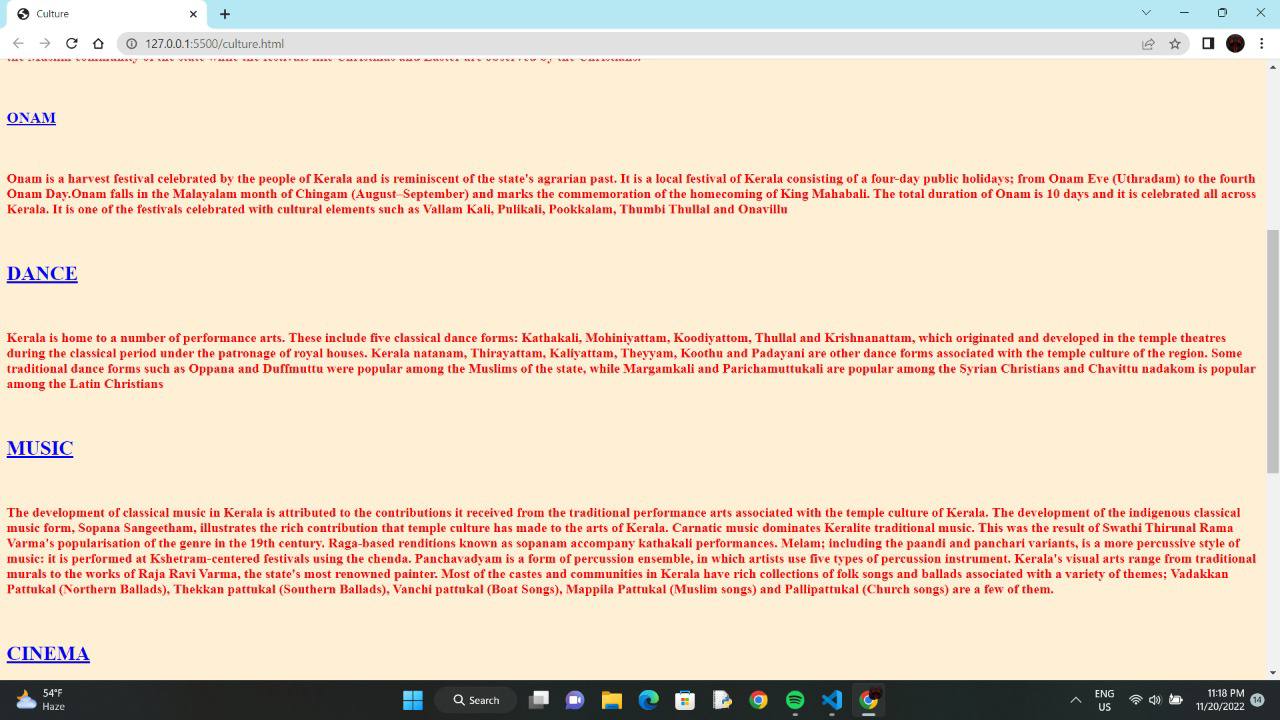 Culture
127.0.0.1:5500/culture.html
the Muslim community of the state while the festivals like Christmas and Easter are observed by the Christians.
ONAM
Onam is a harvest festival celebrated by the people of Kerala and is reminiscent of the state's agrarian past. It is a local festival of Kerala consisting of a four-day public holidays; from Onam Eve (Uthradam) to the fourth
Onam Day.Onam falls in the Malayalam month of Chingam (August–September) and marks the commemoration of the homecoming of King Mahabali. The total duration of Onam is 10 days and it is celebrated all across
Kerala. It is one of the festivals celebrated with cultural elements such as Vallam Kali, Pulikali, Pookkalam, Thumbi Thullal and Onavillu
DANCE
Kerala is home to a number of performance arts. These include five classical dance forms: Kathakali, Mohiniyattam, Koodiyattom, Thullal and Krishnanattam, which originated and developed in the temple theatres
during the classical period under the patronage of royal houses. Kerala natanam, Thirayattam, Kaliyattam, Theyyam, Koothu and Padayani are other dance forms associated with the temple culture of the region. Some
traditional dance forms such as Oppana and Duffmuttu were popular among the Muslims of the state, while Margamkali and Parichamuttukali are popular among the Syrian Christians and Chavittu nadakom is popular
among the Latin Christians
MUSIC
The development of classical music in Kerala is attributed to the contributions it received from the traditional performance arts associated with the temple culture of Kerala. The development of the indigenous classical
music form, Sopana Sangeetham, illustrates the rich contribution that temple culture has made to the arts of Kerala. Carnatic music dominates Keralite traditional music. This was the result of Swathi Thirunal Rama
Varma's popularisation of the genre in the 19th century. Raga-based renditions known as sopanam accompany kathakali performances. Melam; including the paandi and panchari variants, is a more percussive style of
music: it is performed at Kshetram-centered festivals using the chenda. Panchavadyam is a form of percussion ensemble, in which artists use five types of percussion instrument. Kerala's visual arts range from traditional
murals to the works of Raja Ravi Varma, the state's most renowned painter. Most of the castes and communities in Kerala have rich collections of folk songs and ballads associated with a variety of themes; Vadakkan
Pattukal (Northern Ballads), Thekkan pattukal (Southern Ballads), Vanchi pattukal (Boat Songs), Mappila Pattukal (Muslim songs) and Pallipattukal (Church songs) are a few of them.
CINEMA
54°F
Haze
Search
ENG
US
11:18 PM
11/20/2022
14